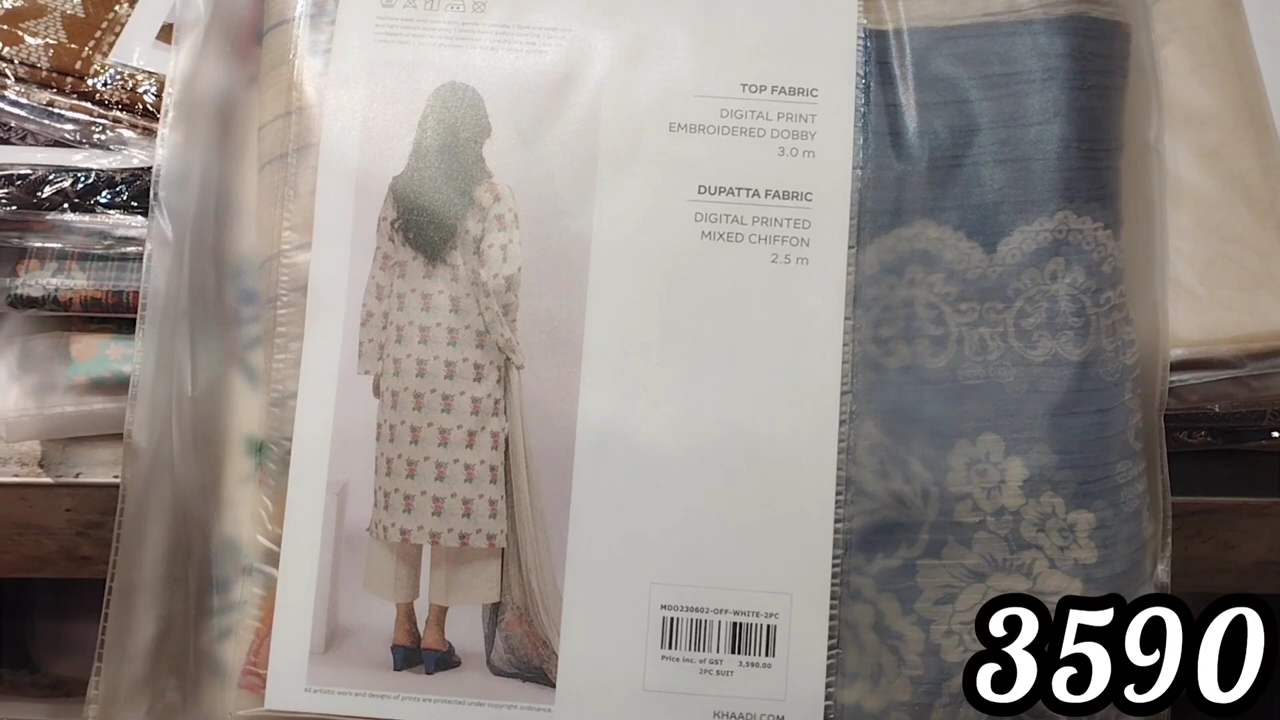 TOP FABRIC
DIGITAL PRINT
EMBROIDERED DOBBY
3.0 m
DUPATTA FABRIC
DIGITAL PRINTED
MIXED CHIFFON
2.5 m
MDO230602-OFF-WHITE-2PC
Price inc. of GST 3,590.00
2PC SUIT
All artistic work and designs of prints are protected under copyright ordinance.
KHAADI.COM
3590